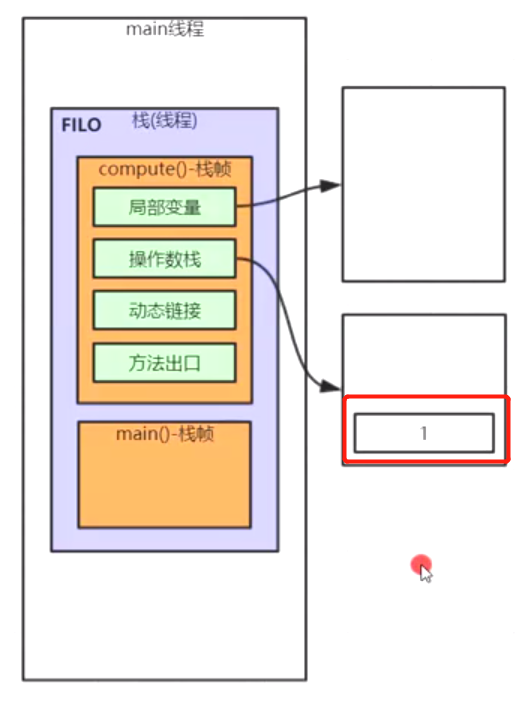 main线程
FILO 栈(线程)
compute()-栈帧
局部变量
操作数栈
动态链接
方法出口
main()-栈帧
1